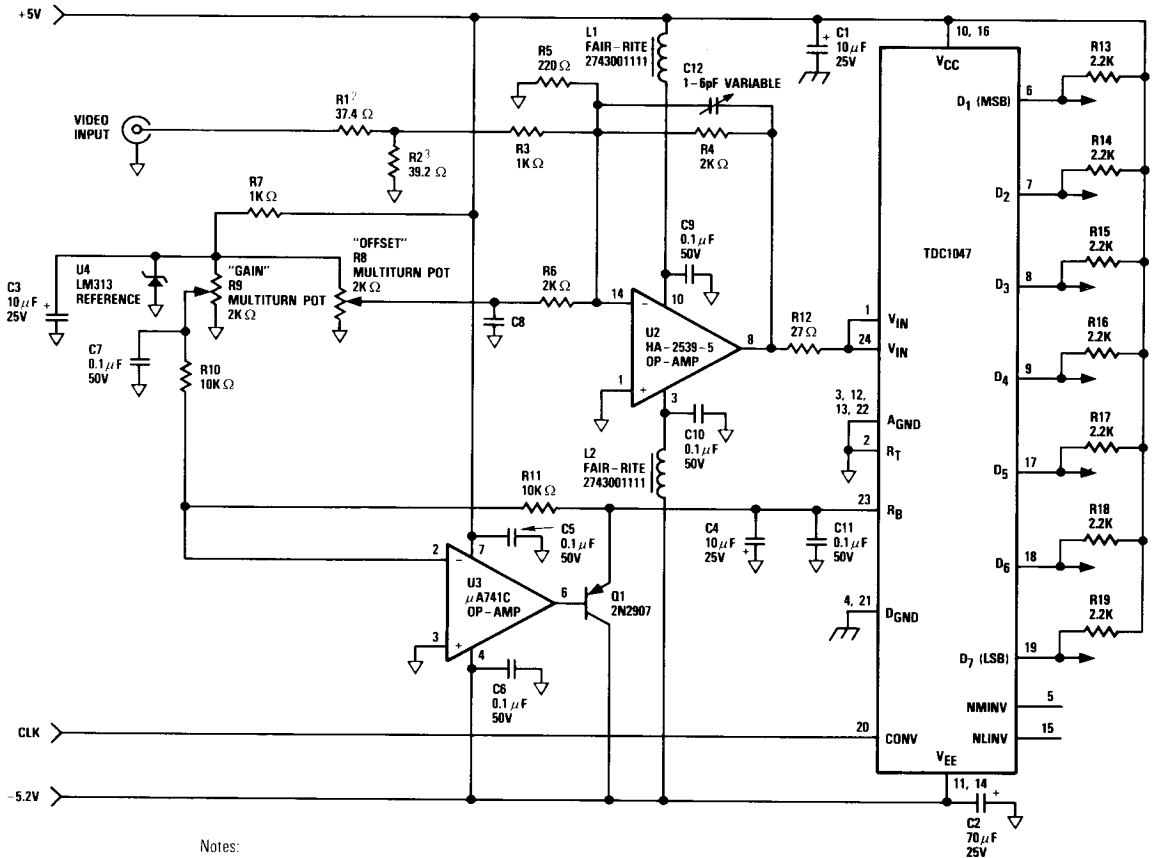 +5V
VIDEO
INPUT
R1²
37.4 Ω
R2³
39.2 Ω
R5
220 Ω
R3
1K Ω
L1
FAIR-RITE
2743001111
C12
1-6pF VARIABLE
R4
2K Ω
C1
10μF
25V
+
10, 16
VCC
R7
1K Ω
C3
10μF
25V
+
U4
LM313
REFERENCE
"GAIN"
R9
MULTITURN POT
2K Ω
"OFFSET"
R8
MULTITURN POT
2K Ω
C7
0.1μF
50V
R10
10K Ω
C8
R6
2K Ω
C9
0.1μF
50V
14
10
−
U2
HA-2539-5
OP-AMP
8
1
+
3
R12
27 Ω
C10
0.1μF
50V
L2
FAIR-RITE
2743001111
R11
10K Ω
C5
0.1μF
50V
2
7
−
U3
μA741C
OP-AMP
6
3
+
4
Q1
2N2907
C6
0.1μF
50V
C4
10μF
25V
+
C11
0.1μF
50V
TDC1047
1
VIN
24
VIN
3, 12,
13, 22
AGND
2
RT
23
RB
4, 21
DGND
20
CONV
VEE
11, 14
D1 (MSB)
6
R13
2.2K
D2
7
R14
2.2K
D3
8
R15
2.2K
D4
9
R16
2.2K
D5
17
R17
2.2K
D6
18
R18
2.2K
D7 (LSB)
19
R19
2.2K
NMINV
5
NLINV
15
C2
70μF
25V
+
CLK
−5.2V
Notes: